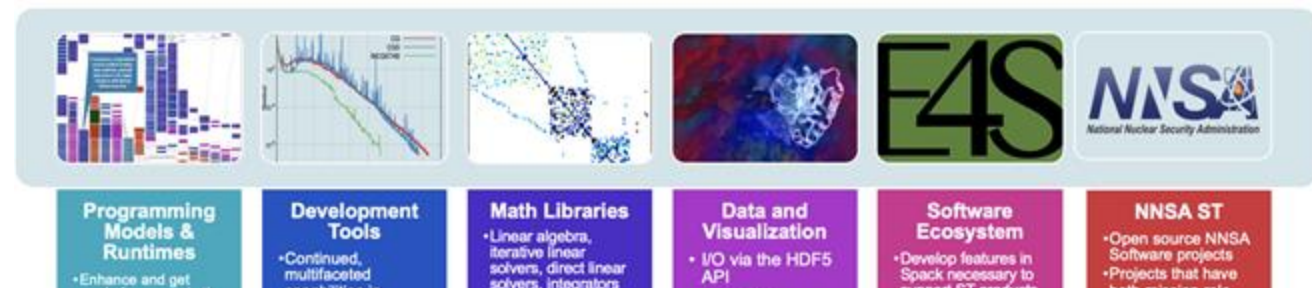 E4S
NNSA
National Nuclear Security Administration
Programming
Models &
Runtimes
•Enhance and get
Development
Tools
•Continued,
multifaceted
Math Libraries
•Linear algebra,
iterative linear
solvers, direct linear
solvers, integrators
Data and
Visualization
• I/O via the HDF5
API
Software
Ecosystem
•Develop features in
Spack necessary to
NNSA ST
•Open source NNSA
Software projects
•Projects that have